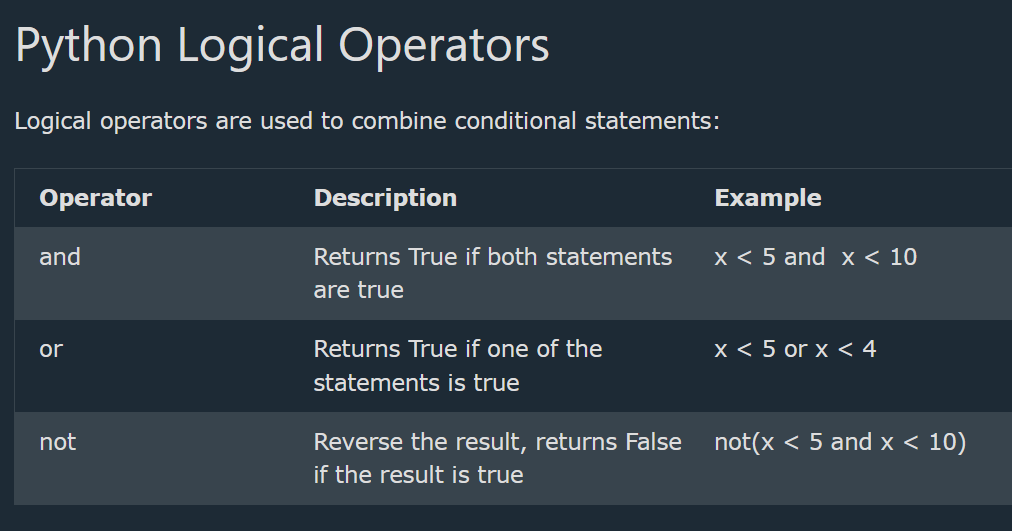 Python Logical Operators
Logical operators are used to combine conditional statements:
Operator Description Example
and Returns True if both statements x < 5 and  x < 10
are true
or Returns True if one of the x < 5 or x < 4
statements is true
not Reverse the result, returns False not(x < 5 and x < 10)
if the result is true